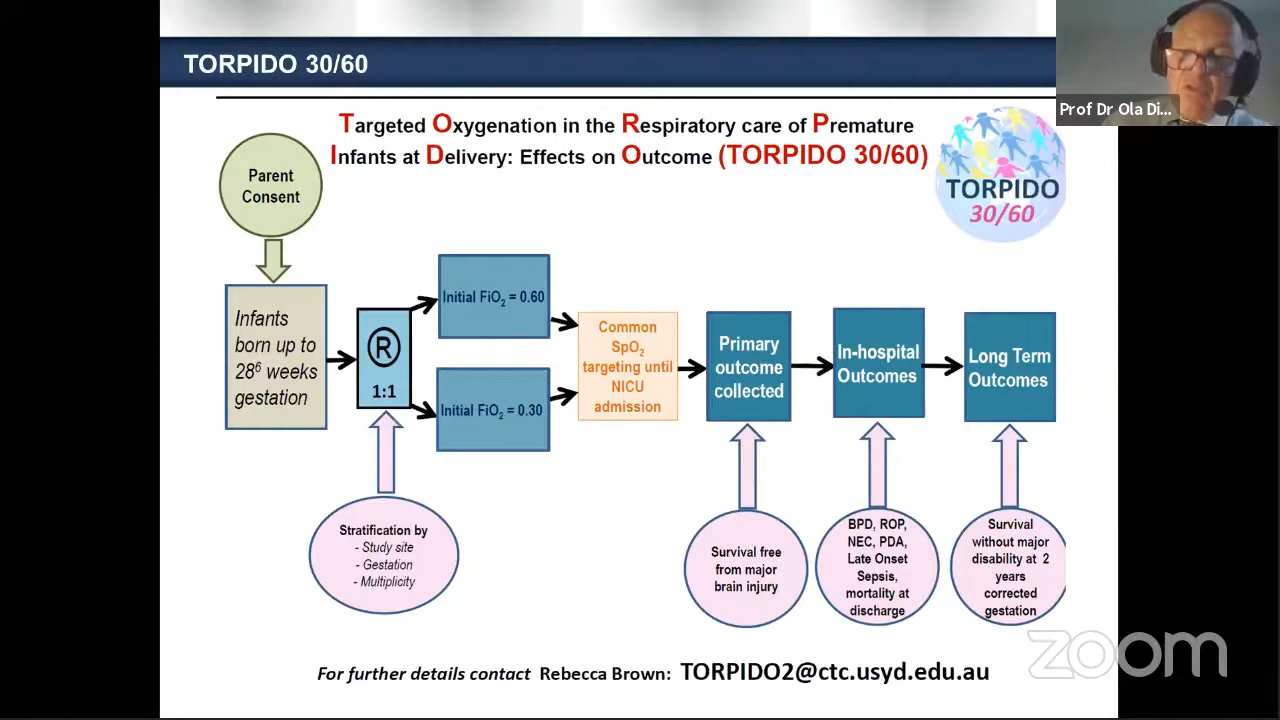 TORPIDO 30/60
Prof Dr Ola Di...
Targeted Oxygenation in the Respiratory care of Premature
Infants at Delivery: Effects on Outcome (TORPIDO 30/60)
TORPIDO
30/60
Parent
Consent
Infants
born up to
28⁶ weeks
gestation
®
1:1
Initial FiO₂ = 0.60
Initial FiO₂ = 0.30
Common
SpO₂
targeting until
NICU
admission
Primary
outcome
collected
In-hospital
Outcomes
Long Term
Outcomes
Stratification by
- Study site
- Gestation
- Multiplicity
Survival free
from major
brain injury
BPD, ROP,
NEC, PDA,
Late Onset
Sepsis,
mortality at
discharge
Survival
without major
disability at 2
years
corrected
gestation
zoom
For further details contact Rebecca Brown: TORPIDO2@ctc.usyd.edu.au